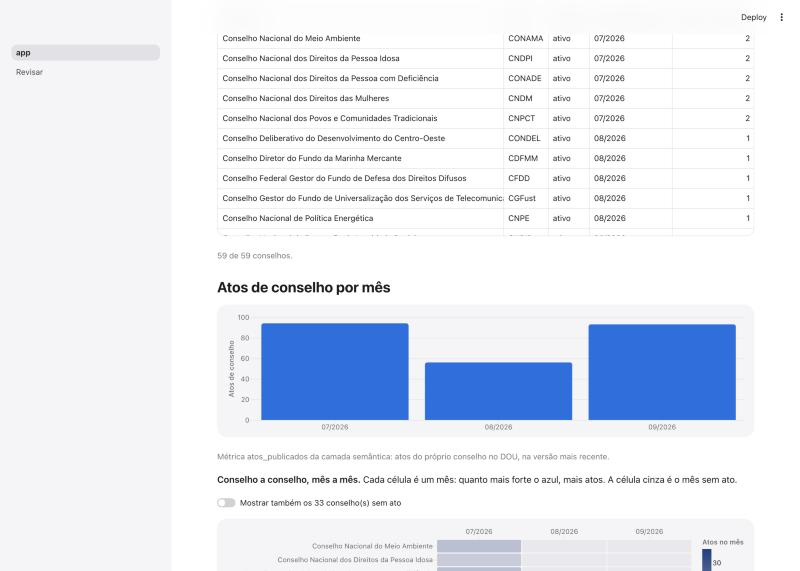 Deploy
app
Revisar
Conselho Nacional do Meio Ambiente CONAMA ativo 07/2026 2
Conselho Nacional dos Direitos da Pessoa Idosa CNDPI ativo 07/2026 2
Conselho Nacional dos Direitos da Pessoa com Deficiência CONADE ativo 07/2026 2
Conselho Nacional dos Direitos das Mulheres CNDM ativo 07/2026 2
Conselho Nacional dos Povos e Comunidades Tradicionais CNPCT ativo 07/2026 2
Conselho Deliberativo do Desenvolvimento do Centro-Oeste CONDEL ativo 08/2026 1
Conselho Diretor do Fundo da Marinha Mercante CDFMM ativo 08/2026 1
Conselho Federal Gestor do Fundo de Defesa dos Direitos Difusos CFDD ativo 08/2026 1
Conselho Gestor do Fundo de Universalização dos Serviços de Telecomunica CGFust ativo 08/2026 1
Conselho Nacional de Política Energética CNPE ativo 08/2026 1
59 de 59 conselhos.
Atos de conselho por mês
Atos de conselho
100
80
60
40
20
0
07/2026 08/2026 09/2026
Métrica atos_publicados da camada semântica: atos do próprio conselho no DOU, na versão mais recente.
Conselho a conselho, mês a mês. Cada célula é um mês: quanto mais forte o azul, mais atos. A célula cinza é o mês sem ato.
Mostrar também os 33 conselho(s) sem ato
07/2026 08/2026 09/2026
Atos no mês
Conselho Nacional do Meio Ambiente
Conselho Nacional dos Direitos da Pessoa Idosa
30